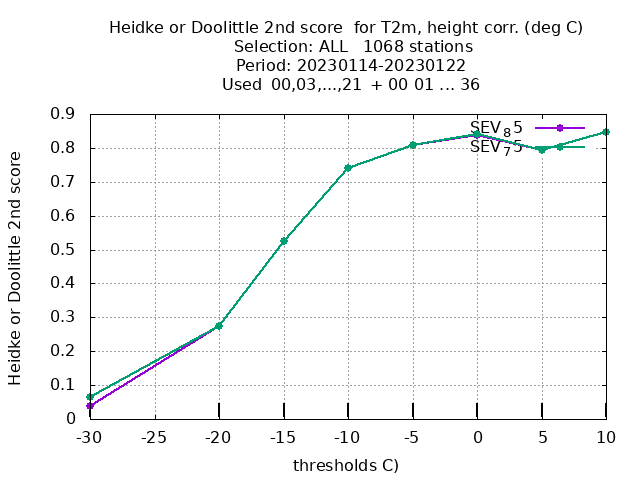 Heidke or Doolittle 2nd score  for T2m, height corr. (deg C)
Selection: ALL   1068 stations
Period: 20230114-20230122
Used  00,03,...,21  + 00 01 ... 36
Heidke or Doolittle 2nd score
0.9
0.8
0.7
0.6
0.5
0.4
0.3
0.2
0.1
0
SEV₈5
SEV₇5
-30 -25 -20 -15 -10 -5 0 5 10
thresholds C)